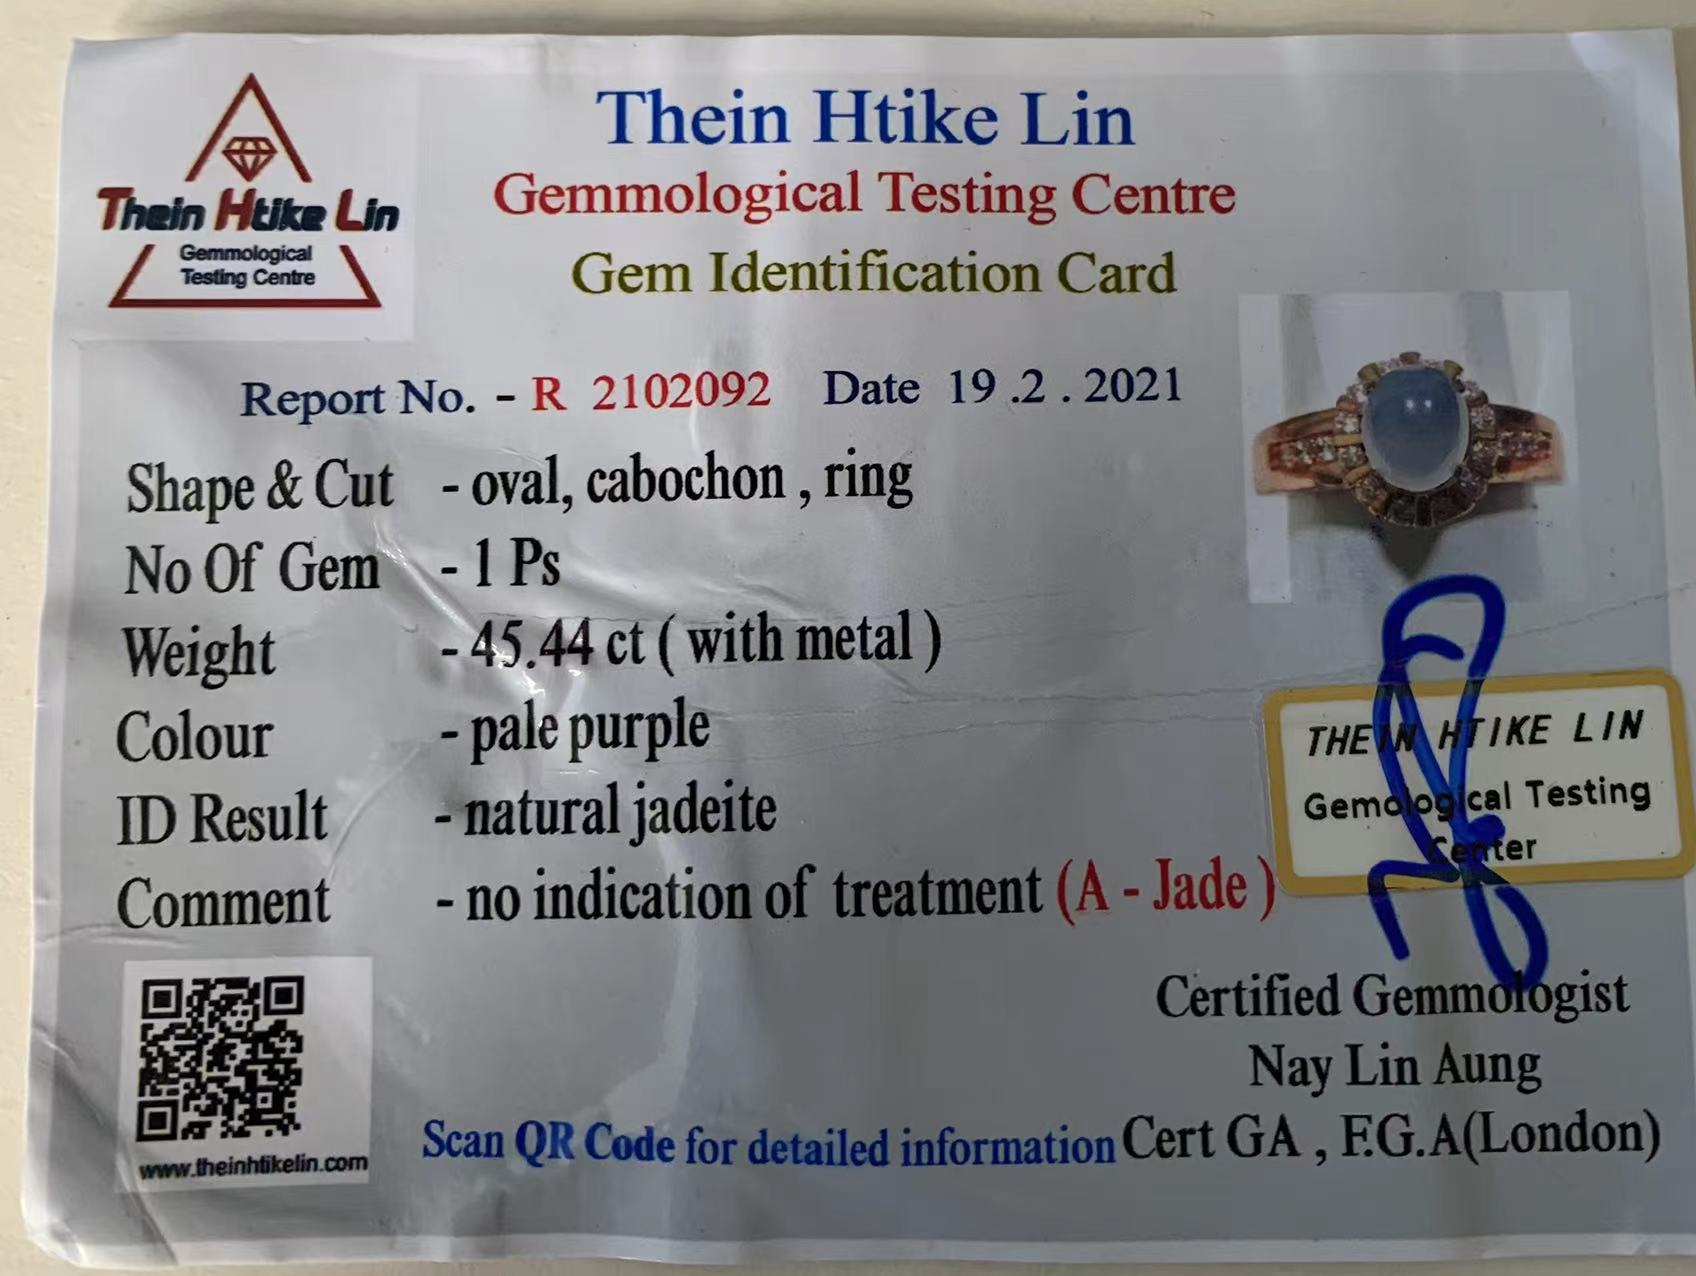 Thein Htike Lin
Gemmological
Testing Centre
Thein Htike Lin
Gemmological Testing Centre
Gem Identification Card
Report No. - R 2102092 Date 19 .2 . 2021
Shape & Cut - oval, cabochon , ring
No Of Gem - 1 Ps
Weight - 45.44 ct ( with metal )
Colour - pale purple
ID Result - natural jadeite
Comment - no indication of treatment (A - Jade )
THEIN HTIKE LIN
Gemological Testing
Center
Certified Gemmologist
Nay Lin Aung
Cert GA , F.G.A(London)
www.theinhtikelin.com
Scan QR Code for detailed information